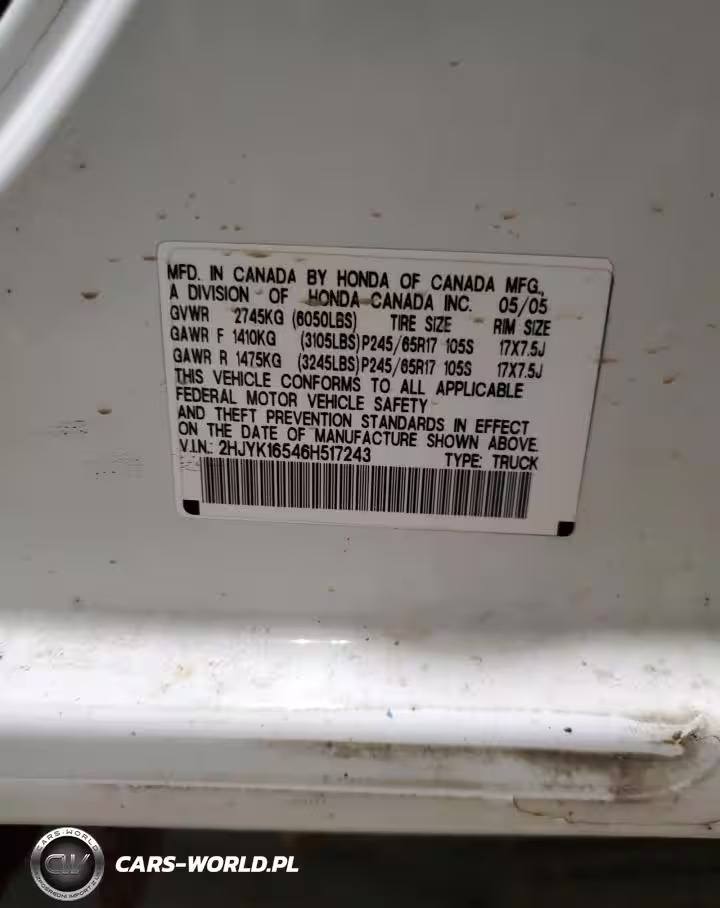 MFD. IN CANADA BY HONDA OF CANADA MFG.,
A DIVISION OF HONDA CANADA INC. 05/05
GVWR 2745KG (6050LBS) TIRE SIZE RIM SIZE
GAWR F 1410KG (3105LBS) P245/65R17 105S 17X7.5J
GAWR R 1475KG (3245LBS) P245/65R17 105S 17X7.5J
THIS VEHICLE CONFORMS TO ALL APPLICABLE
FEDERAL MOTOR VEHICLE SAFETY
AND THEFT PREVENTION STANDARDS IN EFFECT
ON THE DATE OF MANUFACTURE SHOWN ABOVE.
V.I.N.: 2HJYK16546H517243 TYPE: TRUCK
CARS-WORLD
CW
CARS-WORLD.PL